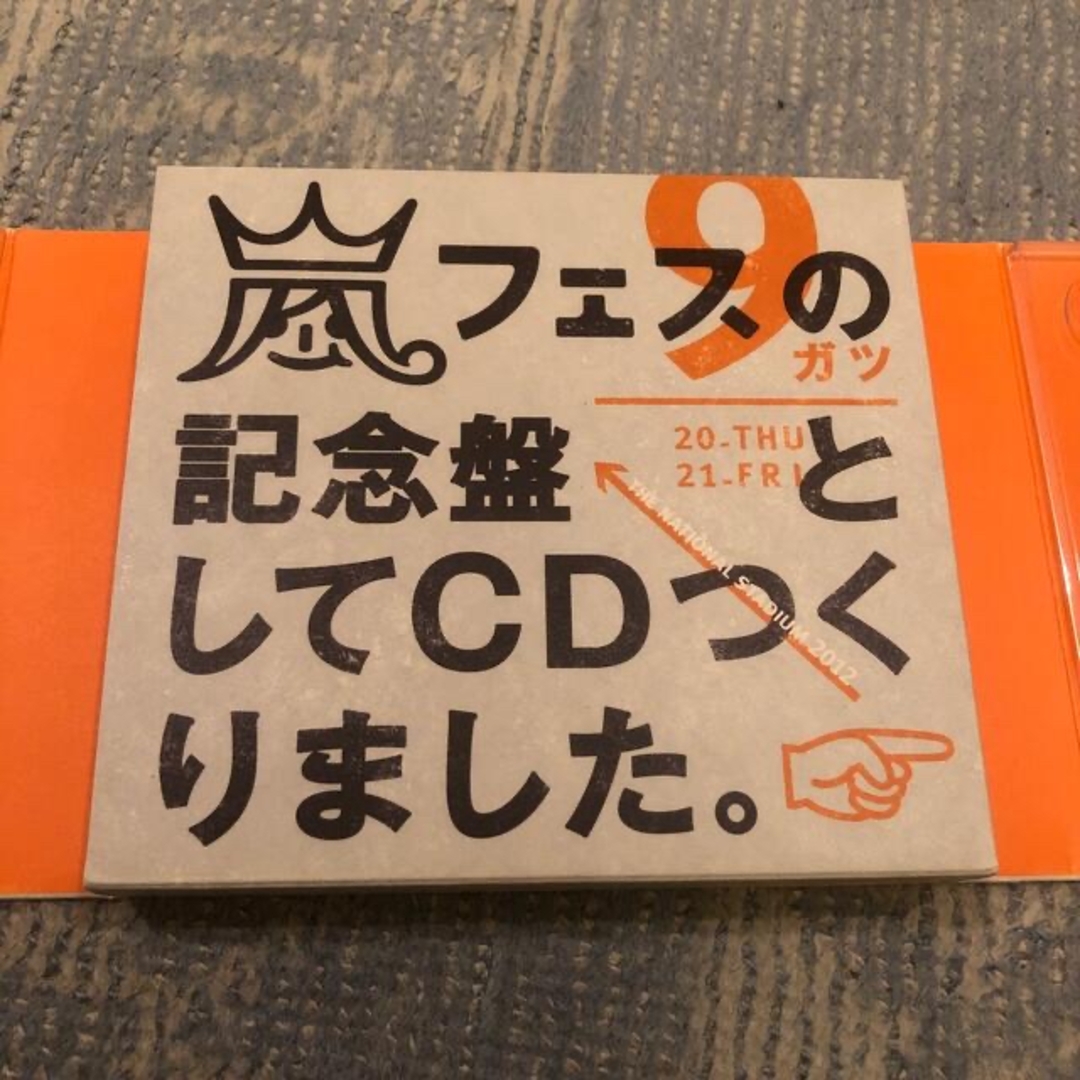 嵐フェスの
9
ガツ
記念盤と
20-THU
21-FRI
THE NATIONAL STADIUM 2012
してCDつく
りました。